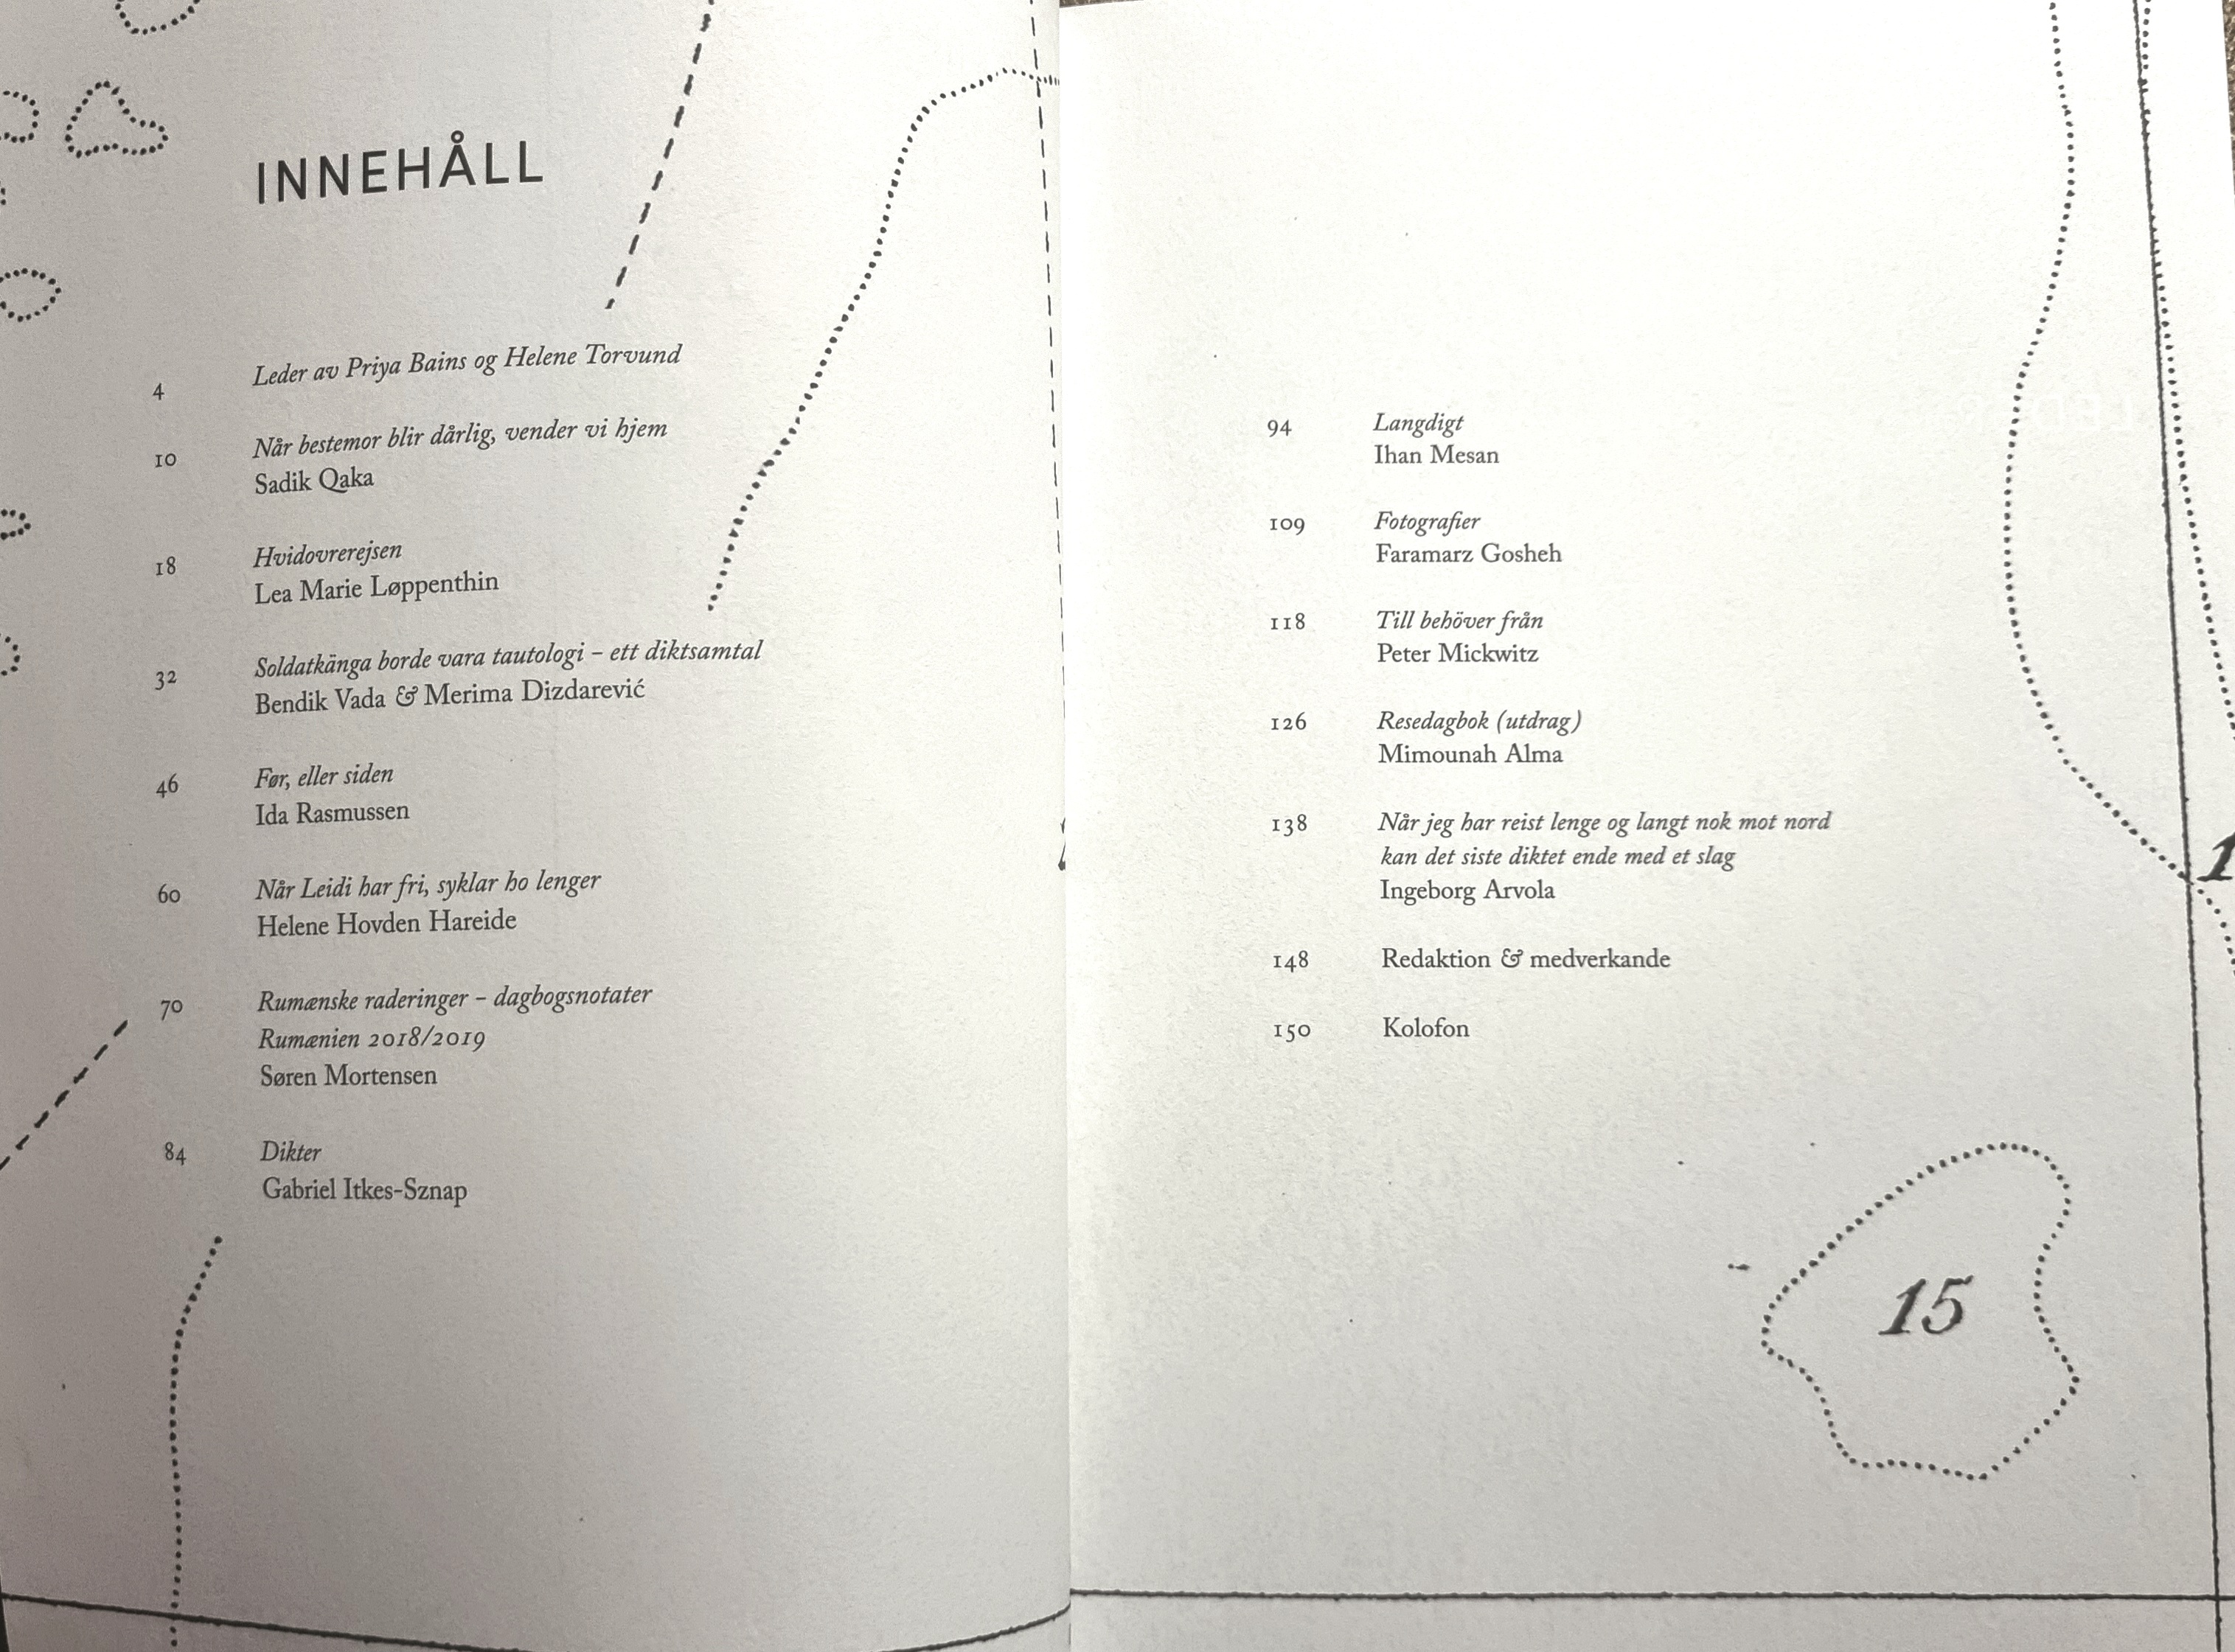 INNEHÅLL
4 Leder av Priya Bains og Helene Torvund
10 Når bestemor blir dårlig, vender vi hjem
Sadik Qaka
18 Hvidovrerejsen
Lea Marie Løppenthin
32 Soldatkänga borde vara tautologi – ett diktsamtal
Bendik Vada & Merima Dizdarević
46 Før, eller siden
Ida Rasmussen
60 Når Leidi har fri, syklar ho lenger
Helene Hovden Hareide
70 Rumænske raderinger – dagbogsnotater
Rumænien 2018/2019
Søren Mortensen
84 Dikter
Gabriel Itkes-Sznap
94 Langdigt
Ihan Mesan
109 Fotografier
Faramarz Gosheh
118 Till behöver från
Peter Mickwitz
126 Resedagbok (utdrag)
Mimounah Alma
138 Når jeg har reist lenge og langt nok mot nord
kan det siste diktet ende med et slag
Ingeborg Arvola
148 Redaktion & medverkande
150 Kolofon
15